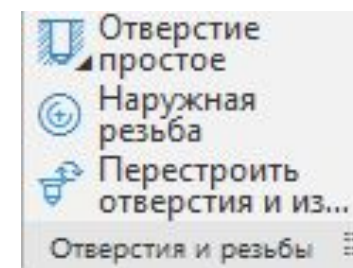 Отверстие
простое
Наружная
резьба
Перестроить
отверстия и из...
Отверстия и резьбы